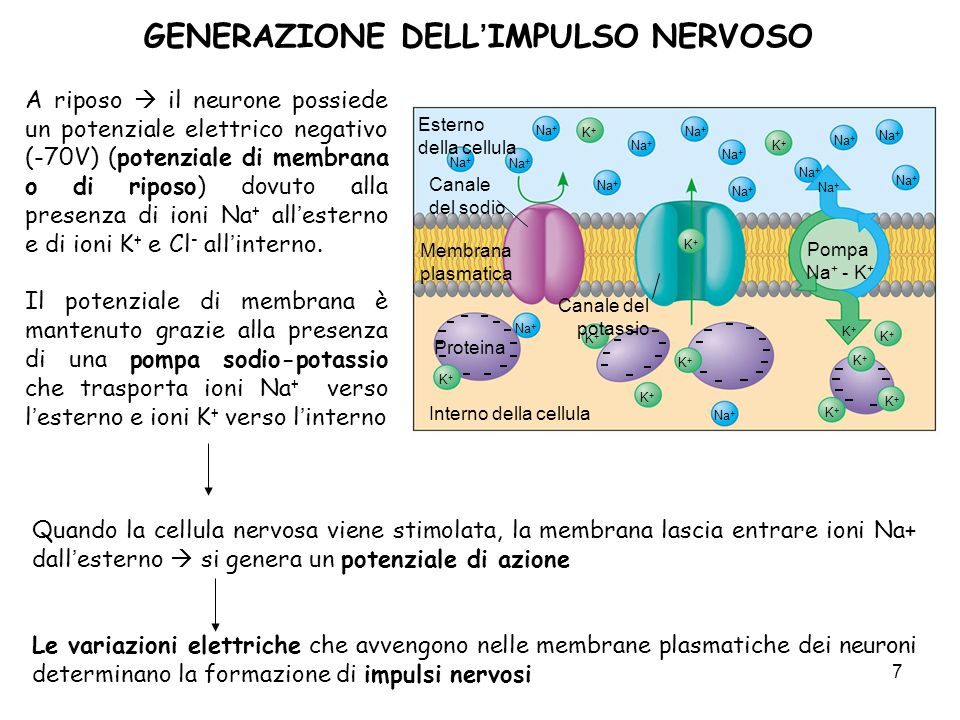 GENERAZIONE DELL’IMPULSO NERVOSO
A riposo → il neurone possiede
un potenziale elettrico negativo
(-70V) (potenziale di membrana
o di riposo) dovuto alla
presenza di ioni Na+ all’esterno
e di ioni K+ e Cl- all’interno.
Il potenziale di membrana è
mantenuto grazie alla presenza
di una pompa sodio-potassio
che trasporta ioni Na+ verso
l’esterno e ioni K+ verso l’interno
Esterno
della cellula
Na+
K+
Na+
Na+
Na+
K+
Na+
Na+
Na+
Na+
Na+
Na+
Na+
Na+
Na+
Canale
del sodio
Membrana
plasmatica
K+
Pompa
Na+ - K+
Canale del
potassio
Na+
K+
K+
K+
Proteina
K+
K+
K+
K+
K+
K+
Na+
Interno della cellula
Quando la cellula nervosa viene stimolata, la membrana lascia entrare ioni Na+
dall’esterno → si genera un potenziale di azione
Le variazioni elettriche che avvengono nelle membrane plasmatiche dei neuroni
determinano la formazione di impulsi nervosi
7